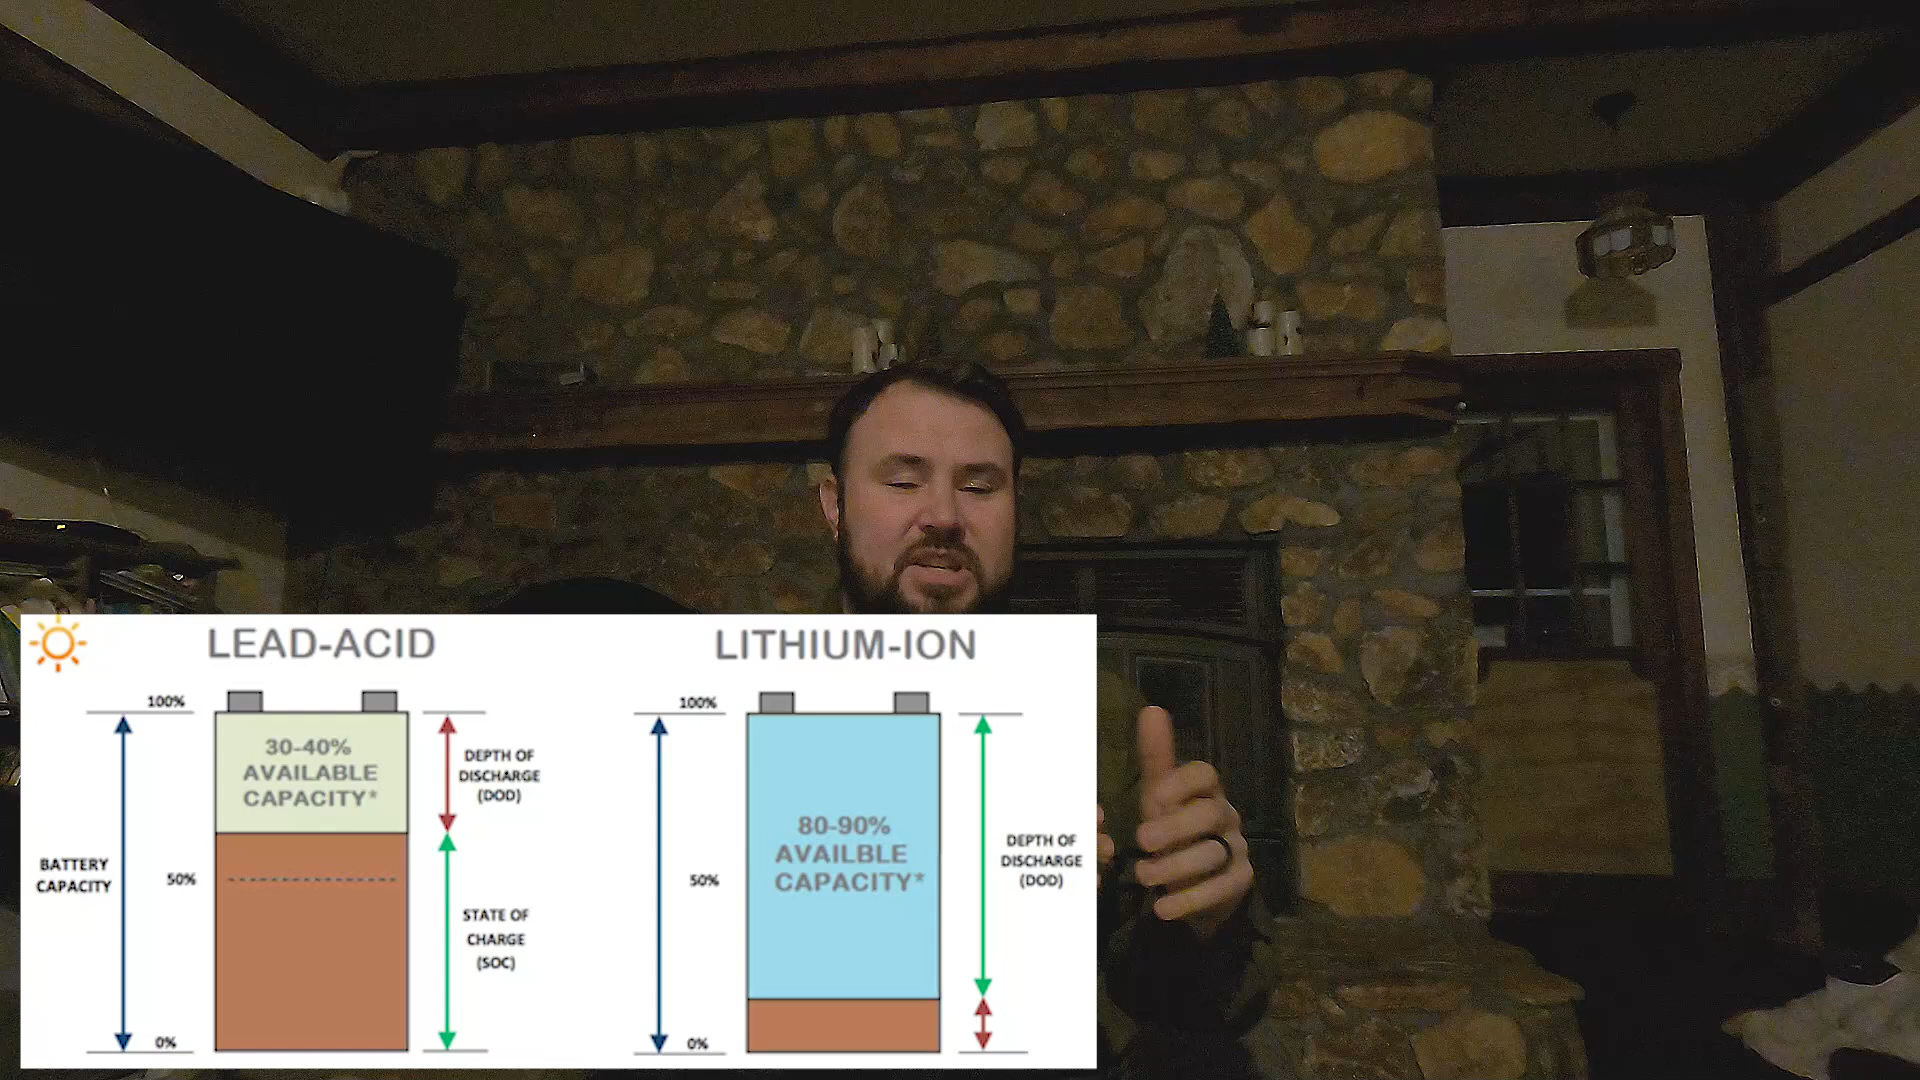 LEAD-ACID
100%
30-40%
AVAILABLE
CAPACITY*
DEPTH OF
DISCHARGE
(DOD)
BATTERY
CAPACITY
50%
STATE OF
CHARGE
(SOC)
0%
LITHIUM-ION
100%
80-90%
AVAILBLE
CAPACITY*
50%
DEPTH OF
DISCHARGE
(DOD)
0%